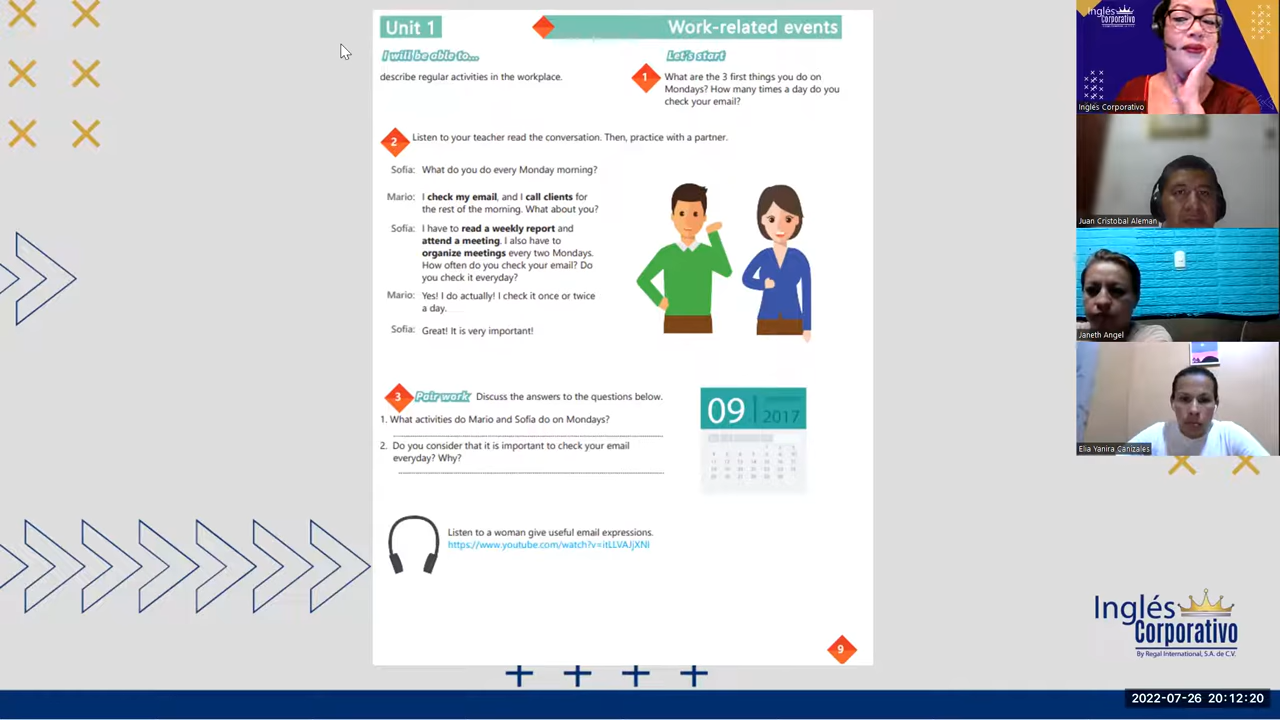 Unit 1
Work-related events
I will be able to...
describe regular activities in the workplace.
Let's start
1
What are the 3 first things you do on
Mondays? How many times a day do you
check your email?
2
Listen to your teacher read the conversation. Then, practice with a partner.
Sofia: What do you do every Monday morning?
Mario: I check my email, and I call clients for
the rest of the morning. What about you?
Sofia: I have to read a weekly report and
attend a meeting. I also have to
organize meetings every two Mondays.
How often do you check your email? Do
you check it everyday?
Mario: Yes! I do actually! I check it once or twice
a day.
Sofia: Great! It is very important!
3
Pair work Discuss the answers to the questions below.
1. What activities do Mario and Sofia do on Mondays?
2. Do you consider that it is important to check your email
everyday? Why?
09 2017
Listen to a woman give useful email expressions.
https://www.youtube.com/watch?v=itLLVAJjXNI
9
Inglés
Corporativo
Inglés Corporativo
Juan Cristobal Aleman
Janeth Angel
Elia Yanira Canizales
Inglés
Corporativo
By Regal International, S.A. de C.V.
2022-07-26 20:12:20